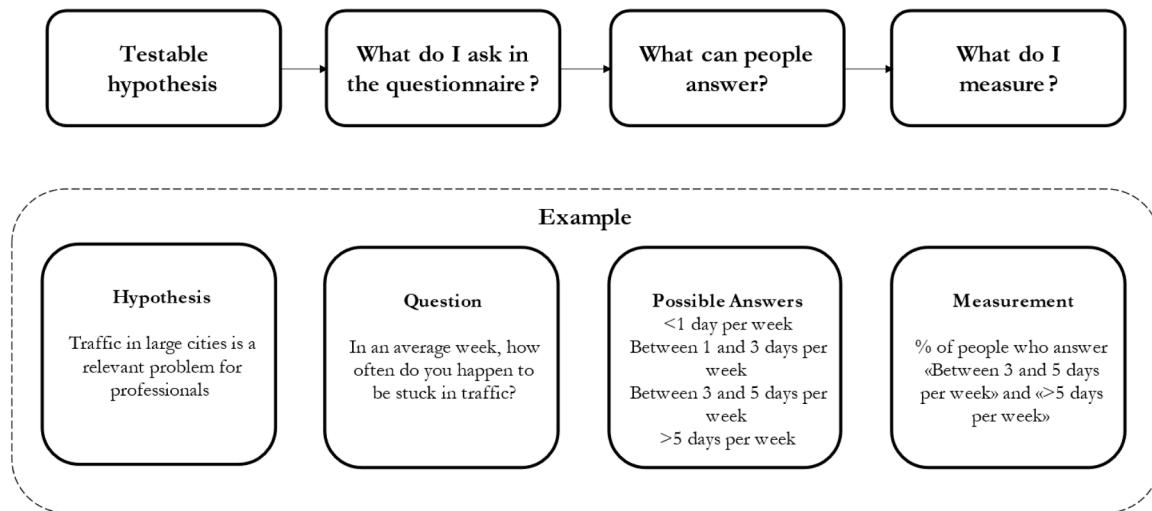 Testable
hypothesis
What do I ask in
the questionnaire?
What can people
answer?
What do I
measure?
Example
Hypothesis
Traffic in large cities is a
relevant problem for
professionals
Question
In an average week, how
often do you happen to
be stuck in traffic?
Possible Answers
<1 day per week
Between 1 and 3 days per
week
Between 3 and 5 days per
week
>5 days per week
Measurement
% of people who answer
«Between 3 and 5 days
per week» and «>5 days
per week»